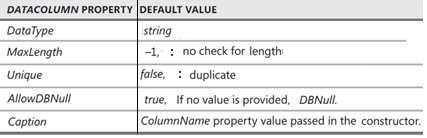 DATACOLUMN PROPERTY DEFAULT VALUE
DataType string
MaxLength –1, : no check for length
Unique false, : duplicate
AllowDBNull true, If no value is provided, DBNull.
Caption ColumnName property value passed in the constructor.